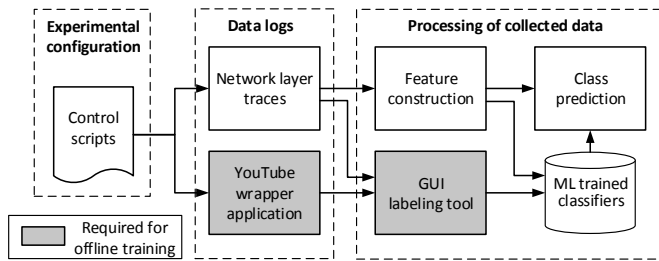 Experimental
configuration
Data logs
Processing of collected data
Control
scripts
Network layer
traces
Feature
construction
Class
prediction
YouTube
wrapper
application
GUI
labeling tool
ML trained
classifiers
Required for
offline training